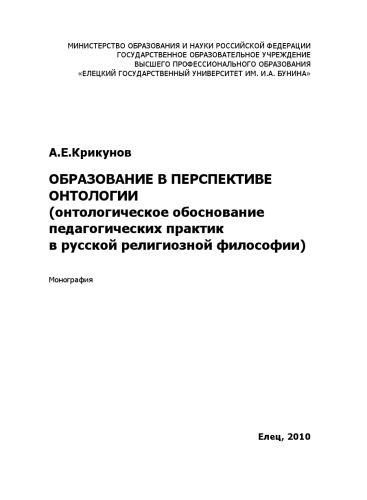 МИНИСТЕРСТВО ОБРАЗОВАНИЯ И НАУКИ РОССИЙСКОЙ ФЕДЕРАЦИИ
ГОСУДАРСТВЕННОЕ ОБРАЗОВАТЕЛЬНОЕ УЧРЕЖДЕНИЕ
ВЫСШЕГО ПРОФЕССИОНАЛЬНОГО ОБРАЗОВАНИЯ
«ЕЛЕЦКИЙ ГОСУДАРСТВЕННЫЙ УНИВЕРСИТЕТ ИМ. И.А. БУНИНА»
А.Е.Крикунов
ОБРАЗОВАНИЕ В ПЕРСПЕКТИВЕ
ОНТОЛОГИИ
(онтологическое обоснование
педагогических практик
в русской религиозной философии)
Монография
Елец, 2010